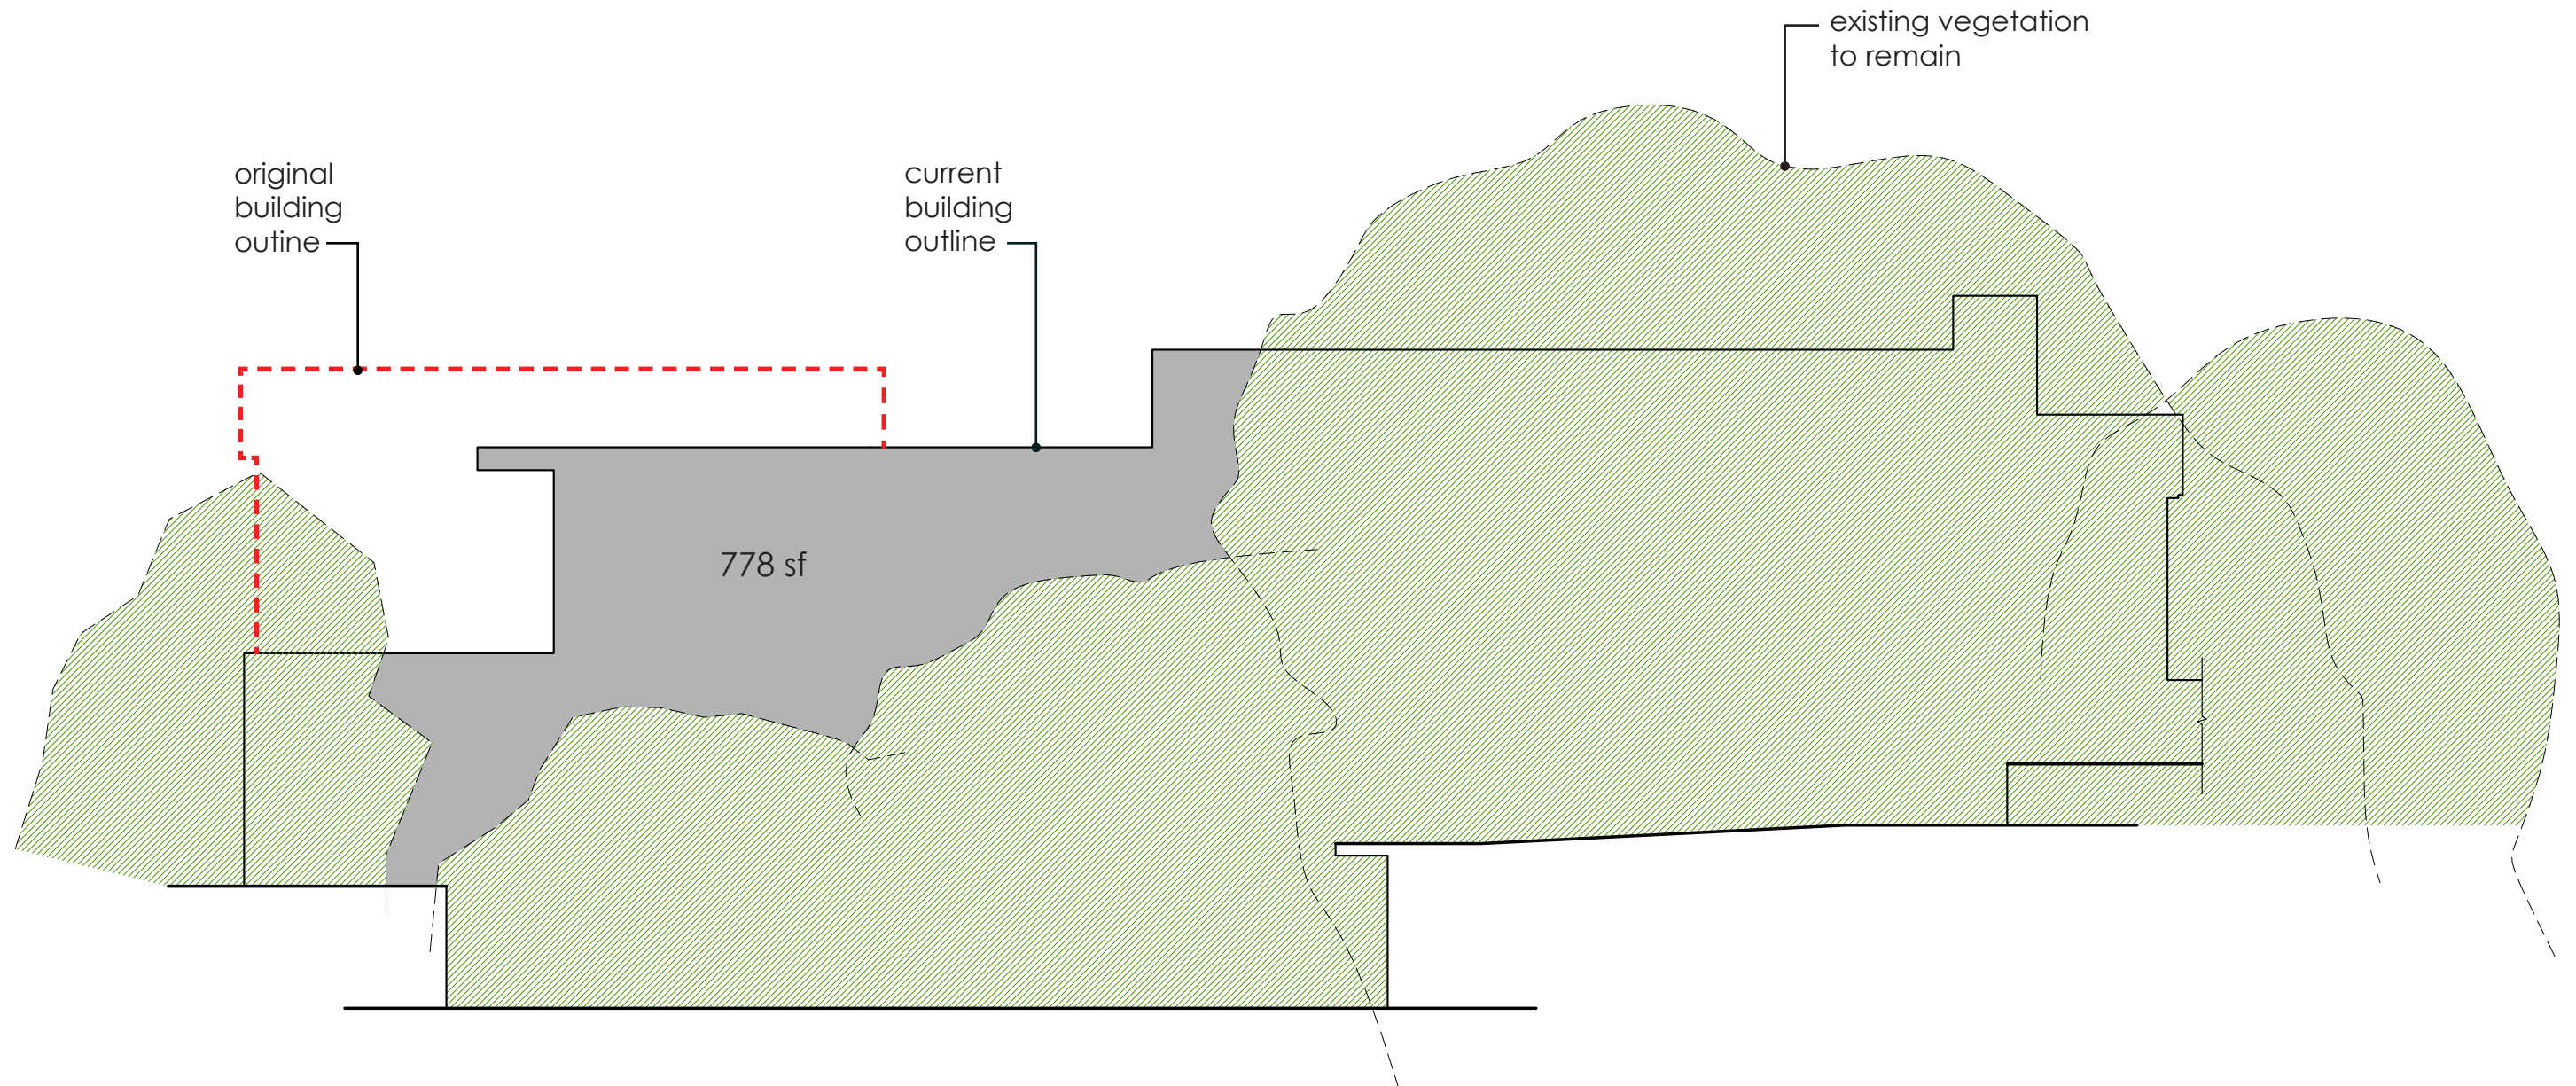 existing vegetation
to remain
original
building
outine
current
building
outline
778 sf